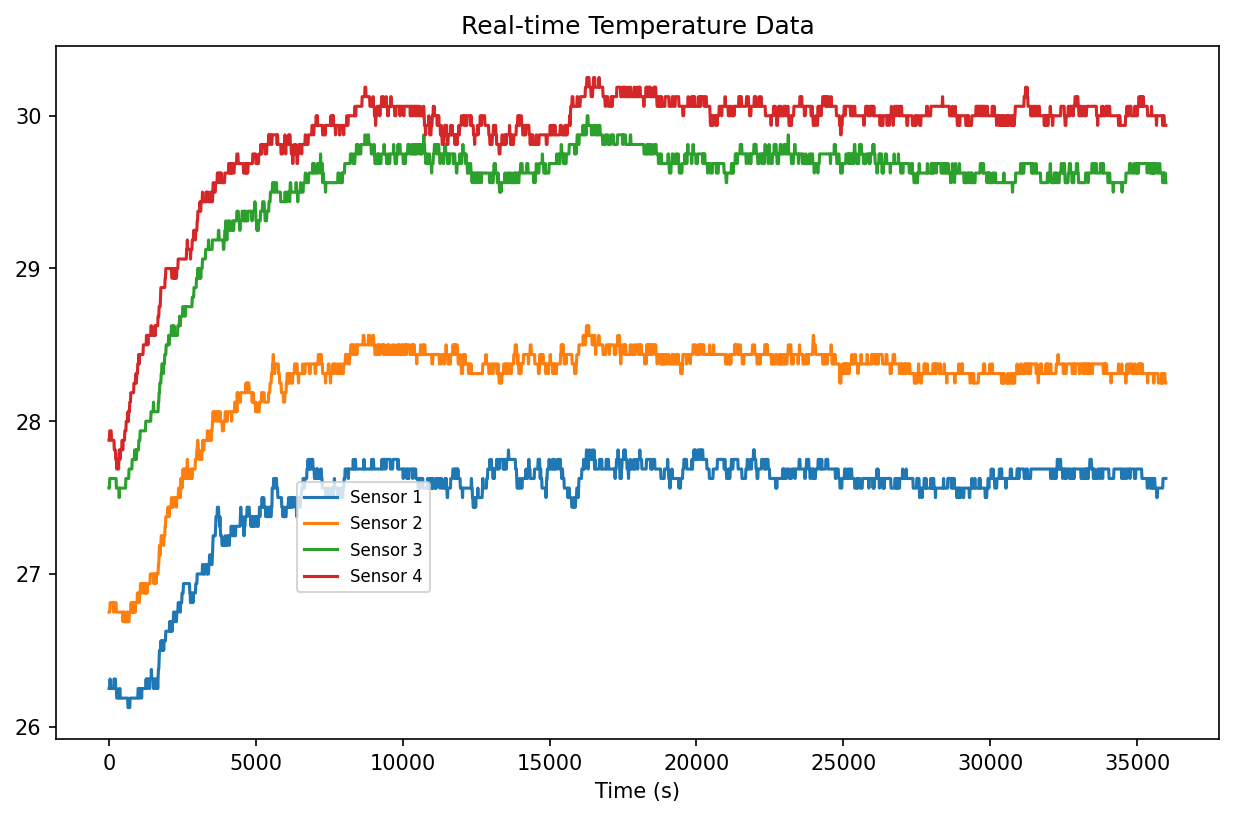 Real-time Temperature Data
30
29
28
27
26
Sensor 1
Sensor 2
Sensor 3
Sensor 4
0 5000 10000 15000 20000 25000 30000 35000
Time (s)